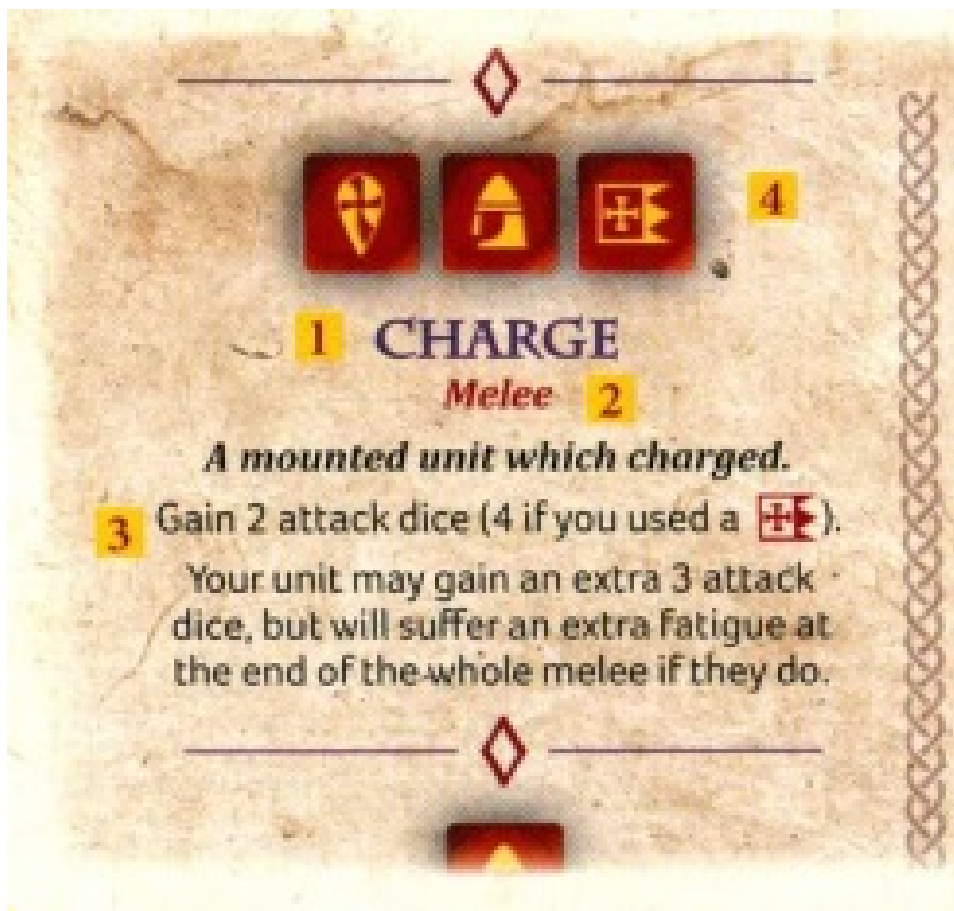 4
1 CHARGE
Melee 2
A mounted unit which charged.
3 Gain 2 attack dice (4 if you used a ).
Your unit may gain an extra 3 attack
dice, but will suffer an extra fatigue at
the end of the whole melee if they do.